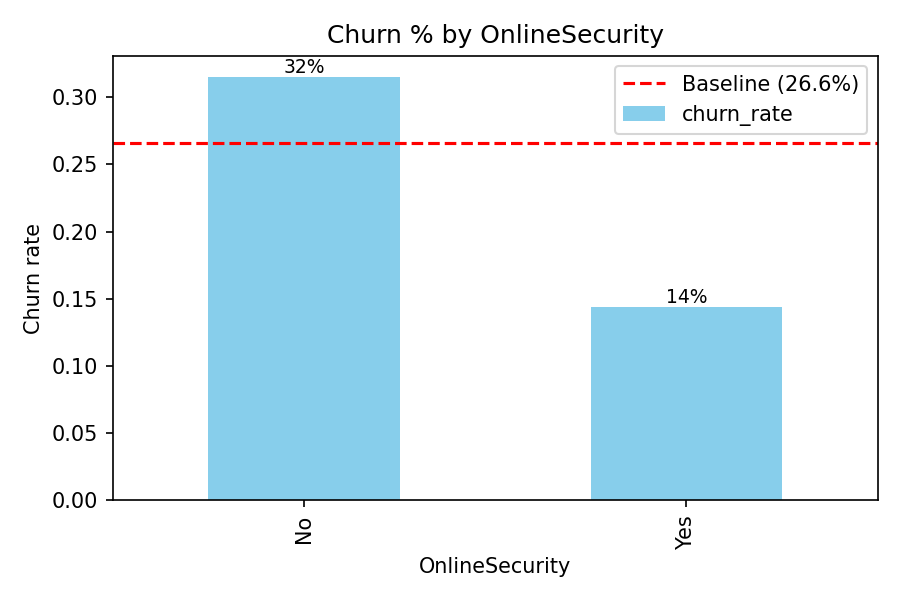 Churn % by OnlineSecurity
32%
Baseline (26.6%)
churn_rate
0.30
0.25
0.20
14%
0.15
0.10
0.05
0.00
Churn rate
No
Yes
OnlineSecurity